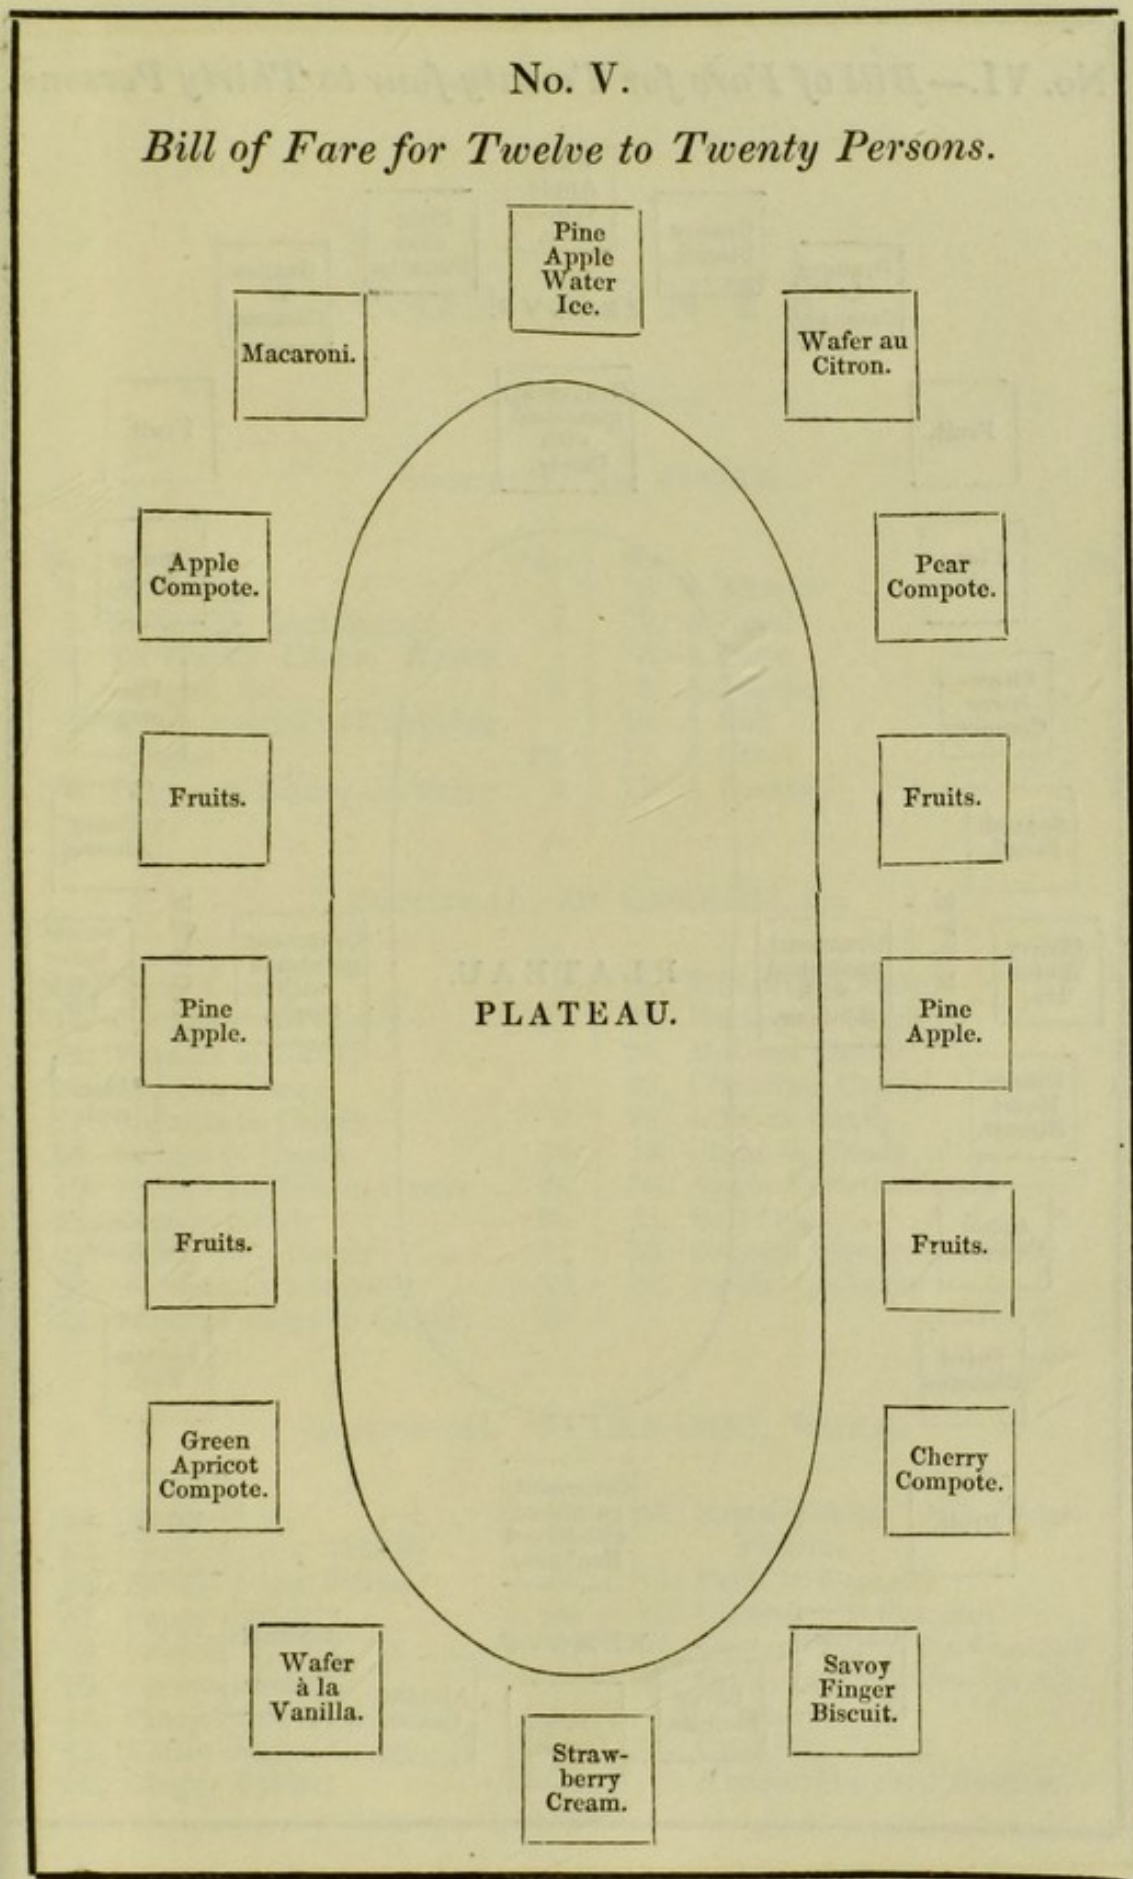 No. V.
Bill of Fare for Twelve to Twenty Persons.
Pine
Apple
Water
Ice.
Macaroni.
Wafer au
Citron.
Apple
Compote.
Pear
Compote.
Fruits.
Fruits.
Pine
Apple.
PLATEAU.
Pine
Apple.
Fruits.
Fruits.
Green
Apricot
Compote.
Cherry
Compote.
Wafer
à la
Vanilla.
Savoy
Finger
Biscuit.
Straw-
berry
Cream.